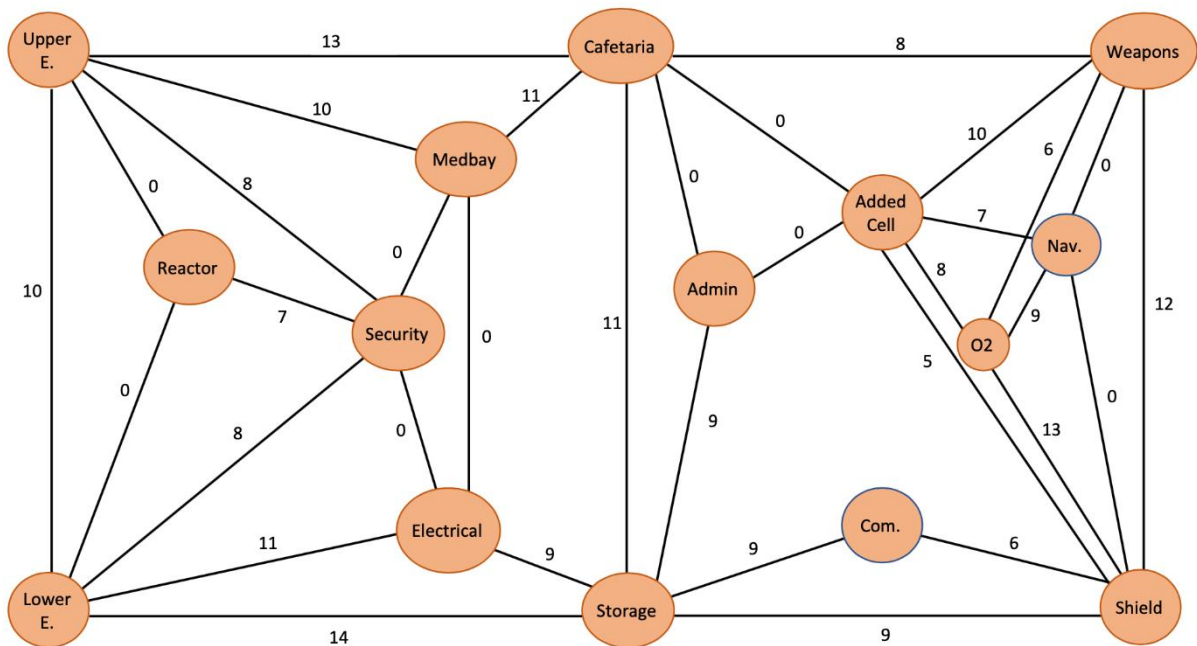 Upper
E.
13
Cafetaria
8
Weapons
10
11
Medbay
0
10
6
0
0
8
0
Added
Cell
7
Nav.
0
0
Reactor
0
8
Admin
10
7
Security
0
11
9
12
O2
5
0
8
0
9
13
0
Electrical
Com.
11
9
9
6
Lower
E.
Storage
Shield
14
9